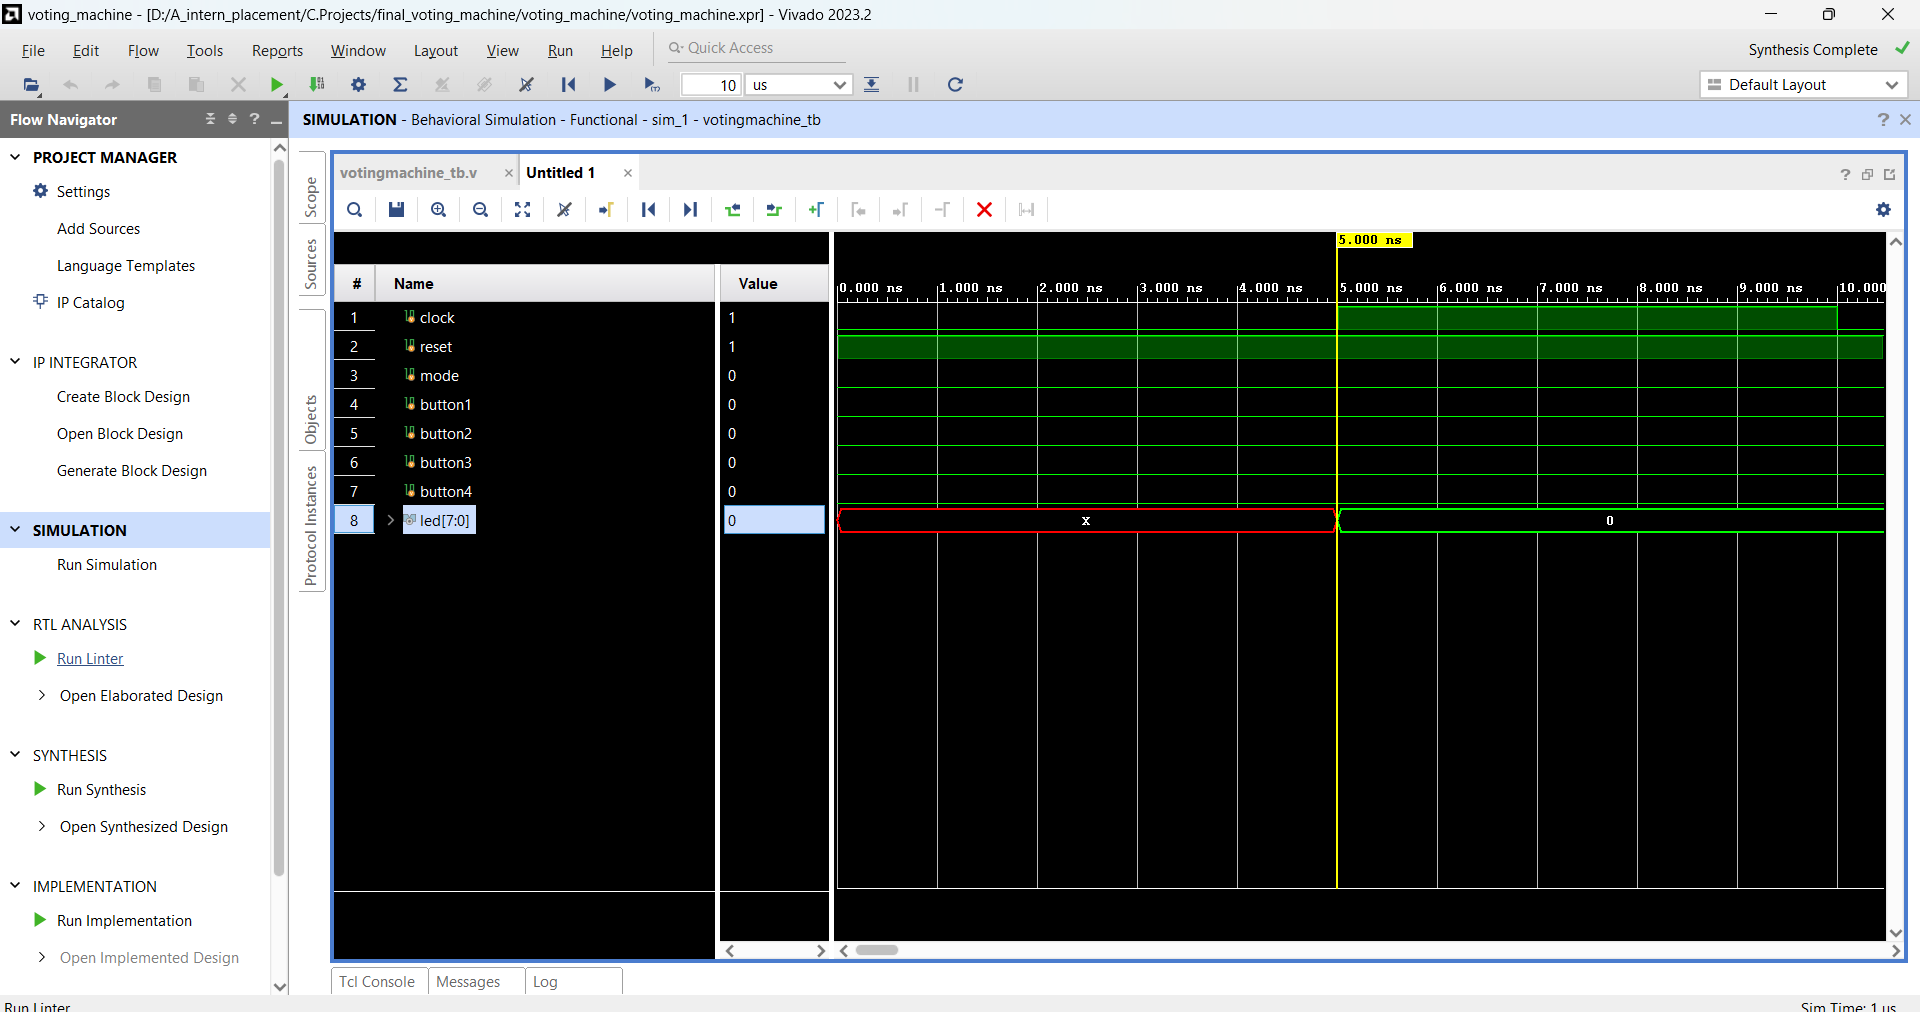 voting_machine - [D:/A_intern_placement/C.Projects/final_voting_machine/voting_machine/voting_machine.xpr] - Vivado 2023.2
File Edit Flow Tools Reports Window Layout View Run Help Quick Access Synthesis Complete
10 us Default Layout
Flow Navigator ?
SIMULATION - Behavioral Simulation - Functional - sim_1 - votingmachine_tb ?
PROJECT MANAGER
Settings
Add Sources
Language Templates
IP Catalog
IP INTEGRATOR
Create Block Design
Open Block Design
Generate Block Design
SIMULATION
Run Simulation
RTL ANALYSIS
Run Linter
Open Elaborated Design
SYNTHESIS
Run Synthesis
Open Synthesized Design
IMPLEMENTATION
Run Implementation
Open Implemented Design
Scope
Sources
Objects
Protocol Instances
votingmachine_tb.v Untitled 1 ?
5.000 ns
# Name Value
0.000 ns 1.000 ns 2.000 ns 3.000 ns 4.000 ns 5.000 ns 6.000 ns 7.000 ns 8.000 ns 9.000 ns 10.000
1 clock 1
2 reset 1
3 mode 0
4 button1 0
5 button2 0
6 button3 0
7 button4 0
8 led[7:0] 0 X 0
Tcl Console Messages Log
Run Linter Sim Time: 1 us